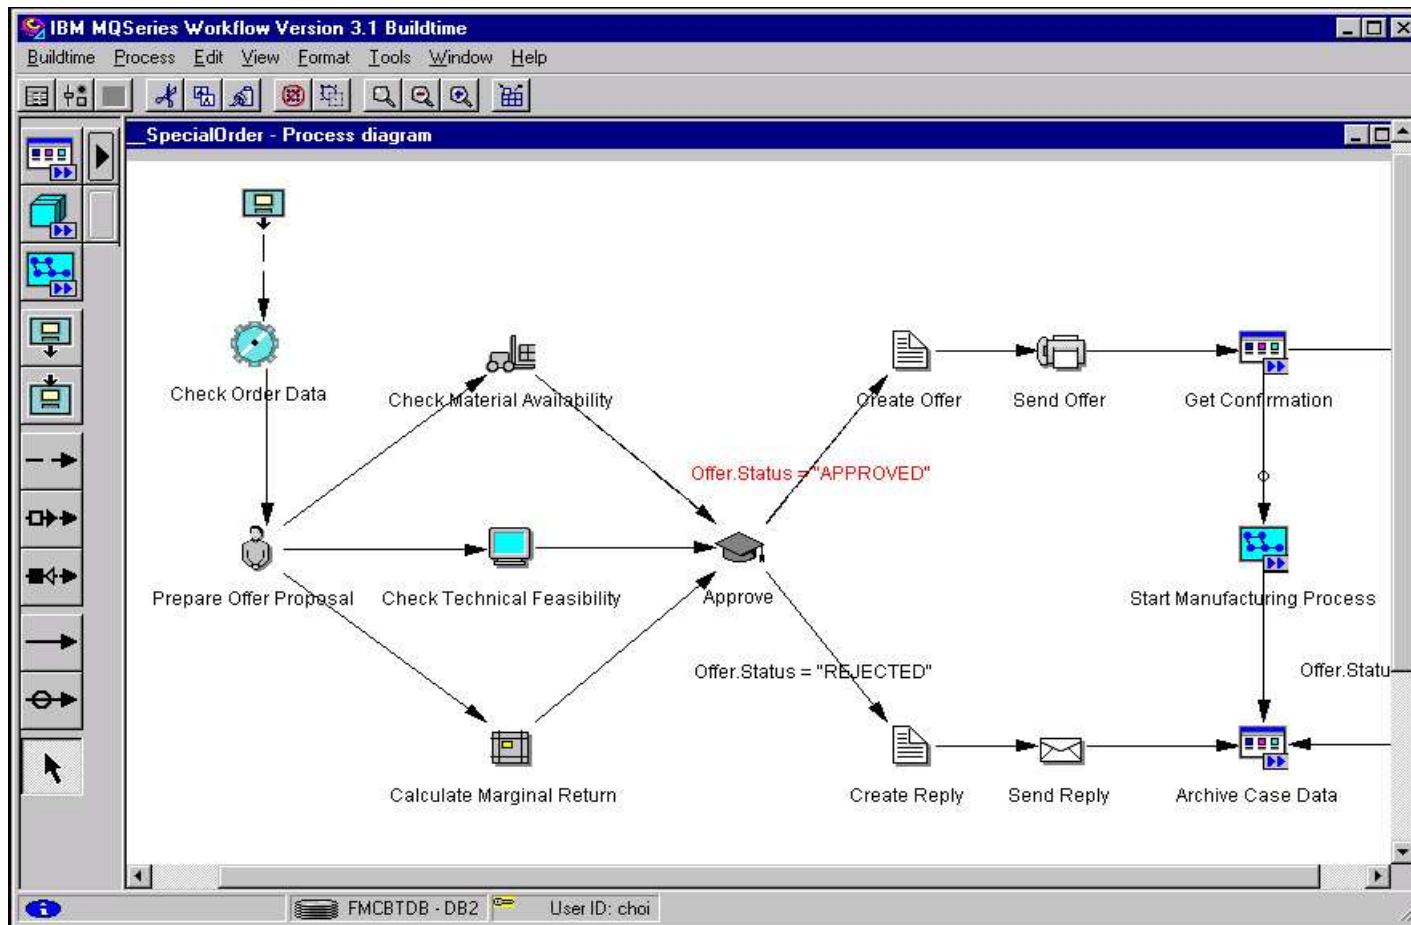 IBM MQSeries Workflow Version 3.1 Buildtime
Buildtime Process Edit View Format Tools Window Help
__SpecialOrder - Process diagram
Check Order Data
Check Material Availability
Create Offer
Send Offer
Get Confirmation
Offer.Status = "APPROVED"
Prepare Offer Proposal
Check Technical Feasibility
Approve
Start Manufacturing Process
Offer.Status = "REJECTED"
Offer.Statu
Calculate Marginal Return
Create Reply
Send Reply
Archive Case Data
FMCBTDB - DB2
User ID: choi